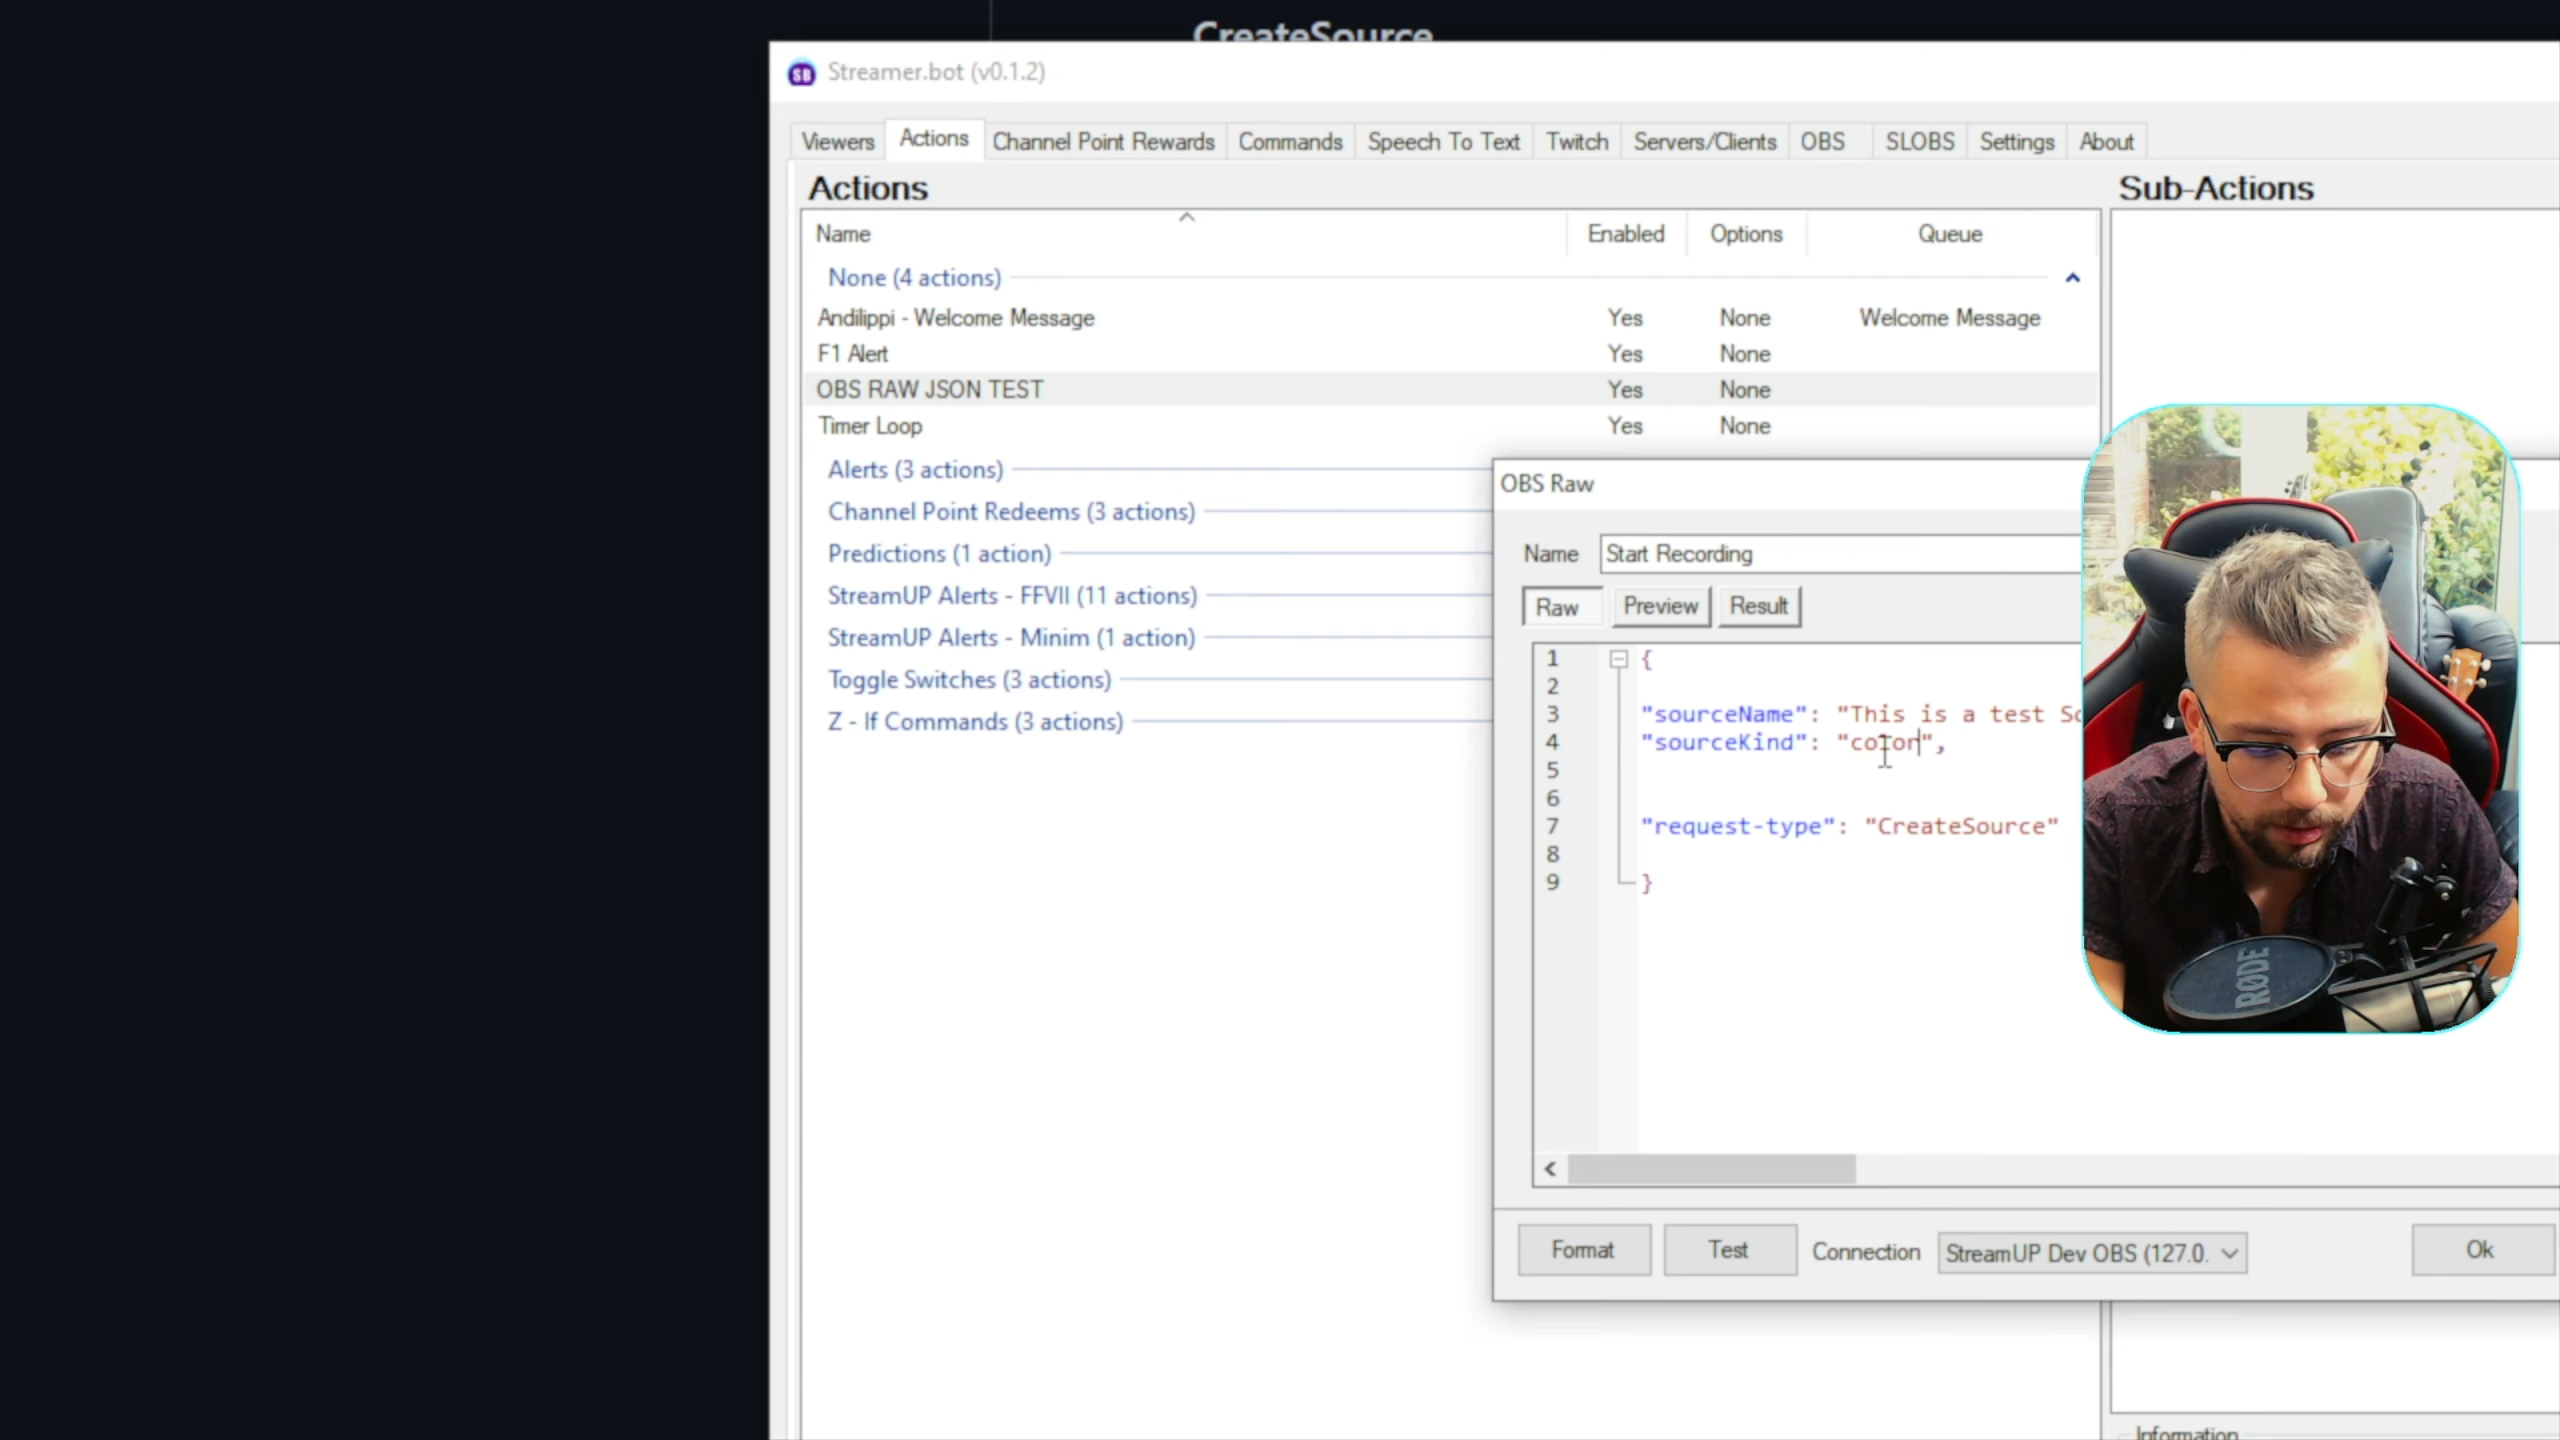 CreateSource
SB Streamer.bot (v0.1.2)
Viewers Actions Channel Point Rewards Commands Speech To Text Twitch Servers/Clients OBS SLOBS Settings About
Actions
Name Enabled Options Queue
None (4 actions)
Andilippi - Welcome Message Yes None Welcome Message
F1 Alert Yes None
OBS RAW JSON TEST Yes None
Timer Loop Yes None
Alerts (3 actions)
Channel Point Redeems (3 actions)
Predictions (1 action)
StreamUP Alerts - FFVII (11 actions)
StreamUP Alerts - Minim (1 action)
Toggle Switches (3 actions)
Z - If Commands (3 actions)
Sub-Actions
OBS Raw
Name Start Recording
Raw Preview Result
1 {
2
3 "sourceName": "This is a test
4 "sourceKind": "color",
5
6
7 "request-type": "CreateSource"
8
9 }
Format Test Connection StreamUP Dev OBS (127.0. Ok
Information
RØDE